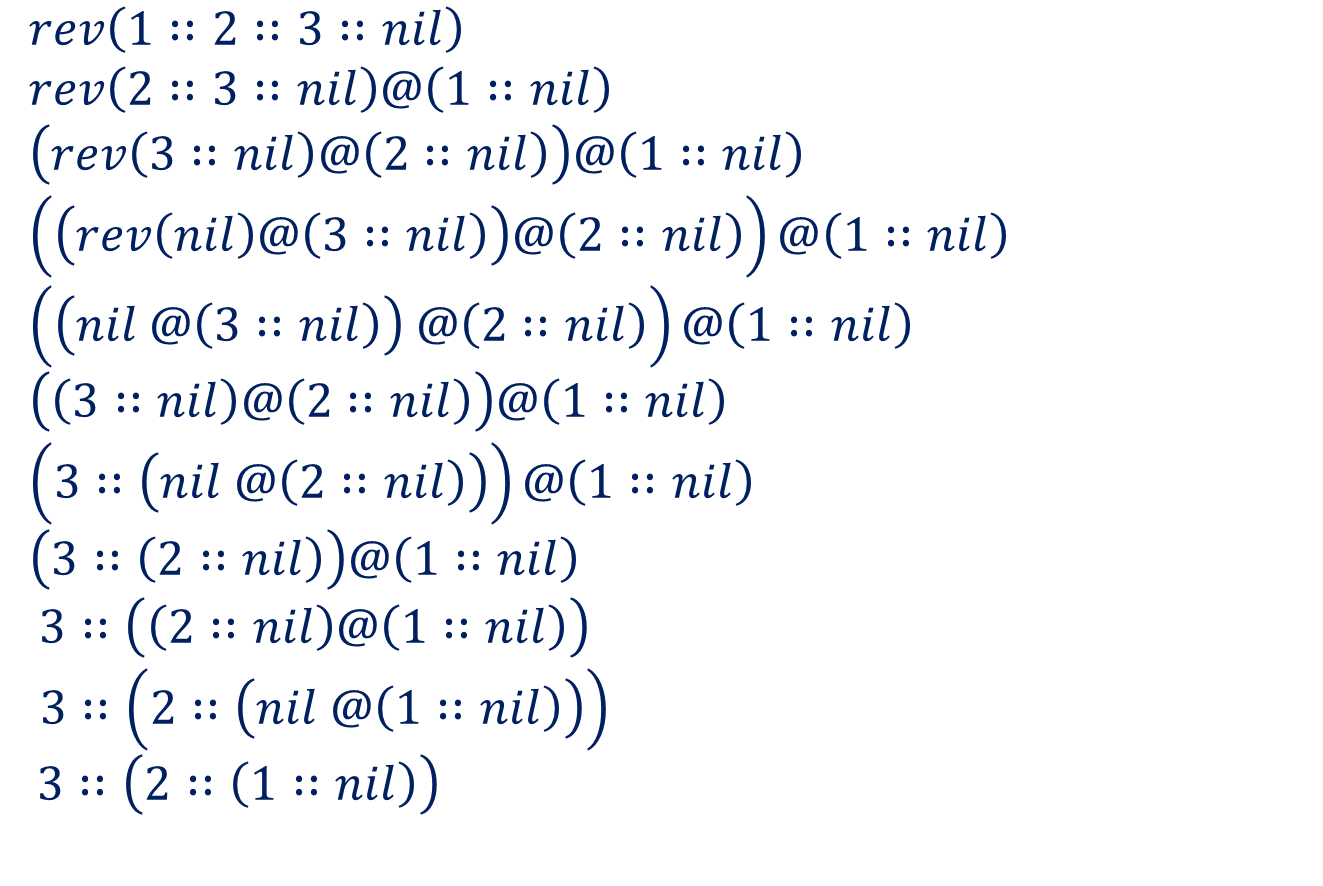 rev(1 :: 2 :: 3 :: nil)
rev(2 :: 3 :: nil)@(1 :: nil)
(rev(3 :: nil)@(2 :: nil))@(1 :: nil)
((rev(nil)@(3 :: nil))@(2 :: nil)) @(1 :: nil)
((nil @(3 :: nil)) @(2 :: nil)) @(1 :: nil)
((3 :: nil)@(2 :: nil))@(1 :: nil)
(3 :: (nil @(2 :: nil))) @(1 :: nil)
(3 :: (2 :: nil))@(1 :: nil)
3 :: ((2 :: nil)@(1 :: nil))
3 :: (2 :: (nil @(1 :: nil)))
3 :: (2 :: (1 :: nil))